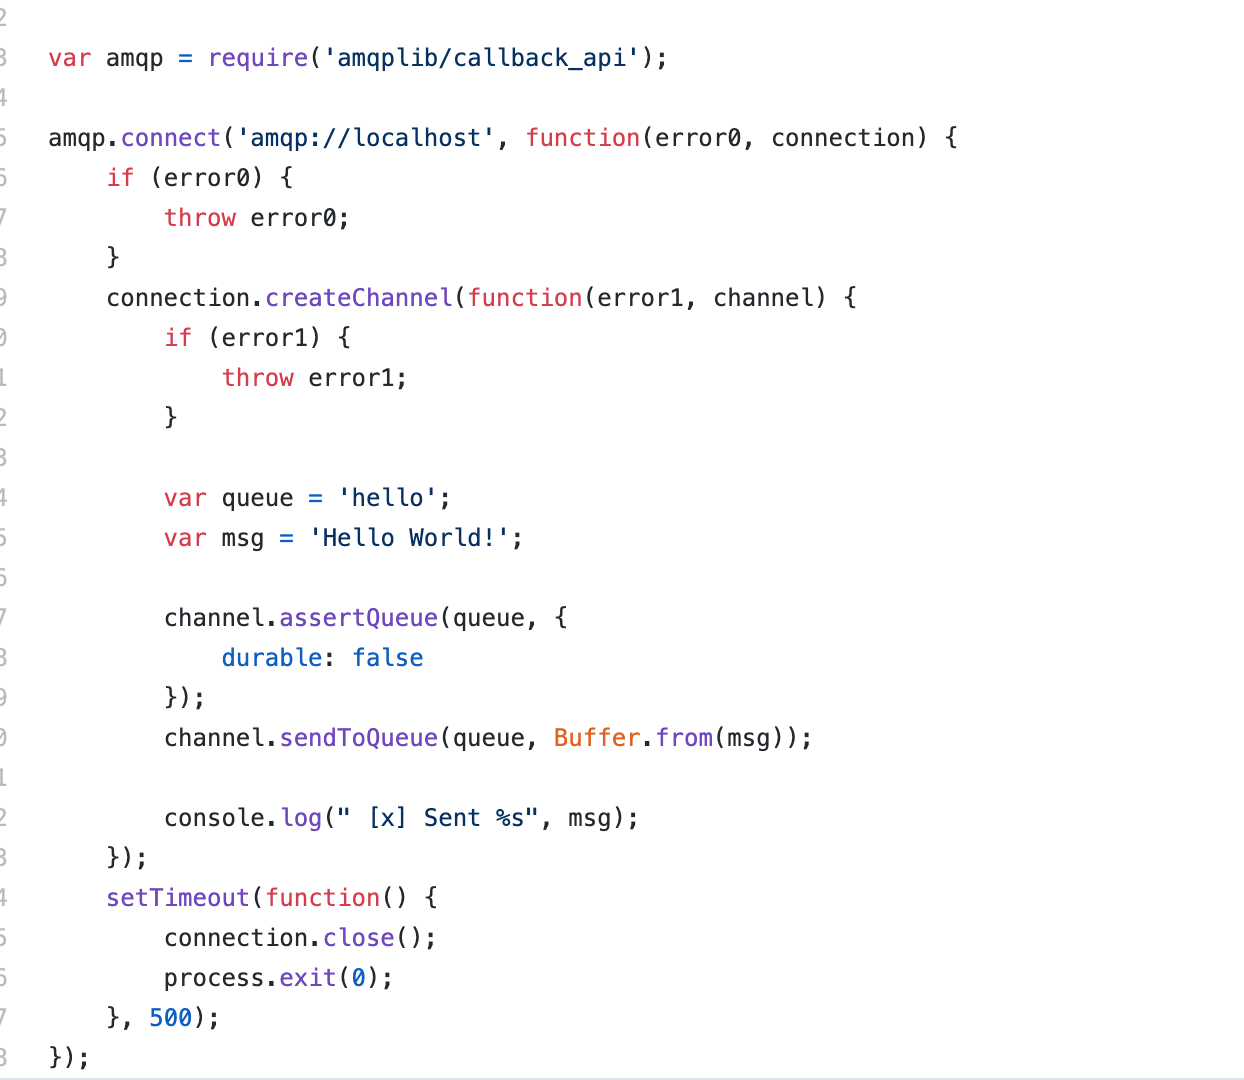 2
3 var amqp = require('amqplib/callback_api');
4
5 amqp.connect('amqp://localhost', function(error0, connection) {
6     if (error0) {
7         throw error0;
8     }
9     connection.createChannel(function(error1, channel) {
0         if (error1) {
1             throw error1;
2         }
3
4         var queue = 'hello';
5         var msg = 'Hello World!';
6
7         channel.assertQueue(queue, {
8             durable: false
9         });
0         channel.sendToQueue(queue, Buffer.from(msg));
1
2         console.log(" [x] Sent %s", msg);
3     });
4     setTimeout(function() {
5         connection.close();
6         process.exit(0);
7     }, 500);
8 });